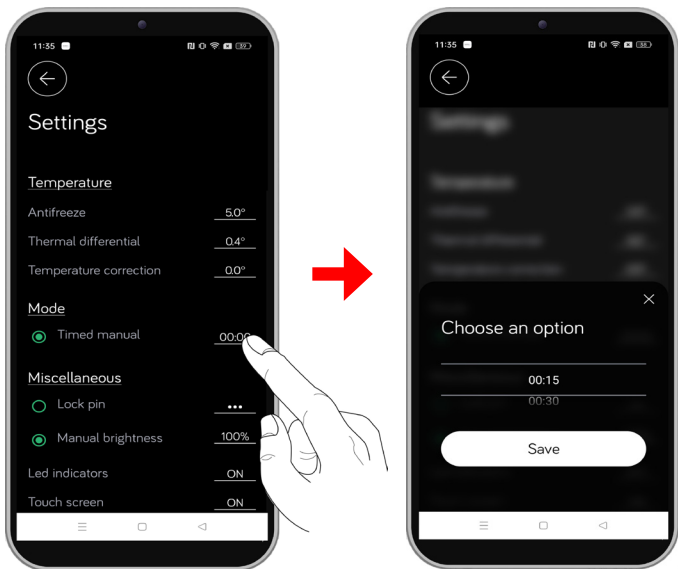 11:35
39
Settings
Temperature
Antifreeze 5.0°
Thermal differential 0.4°
Temperature correction 0.0°
Mode
Timed manual 00:00
Miscellaneous
Lock pin •••
Manual brightness 100%
Led indicators ON
Touch screen ON
11:35
Settings
Temperature
Choose an option
00:15
00:30
Save